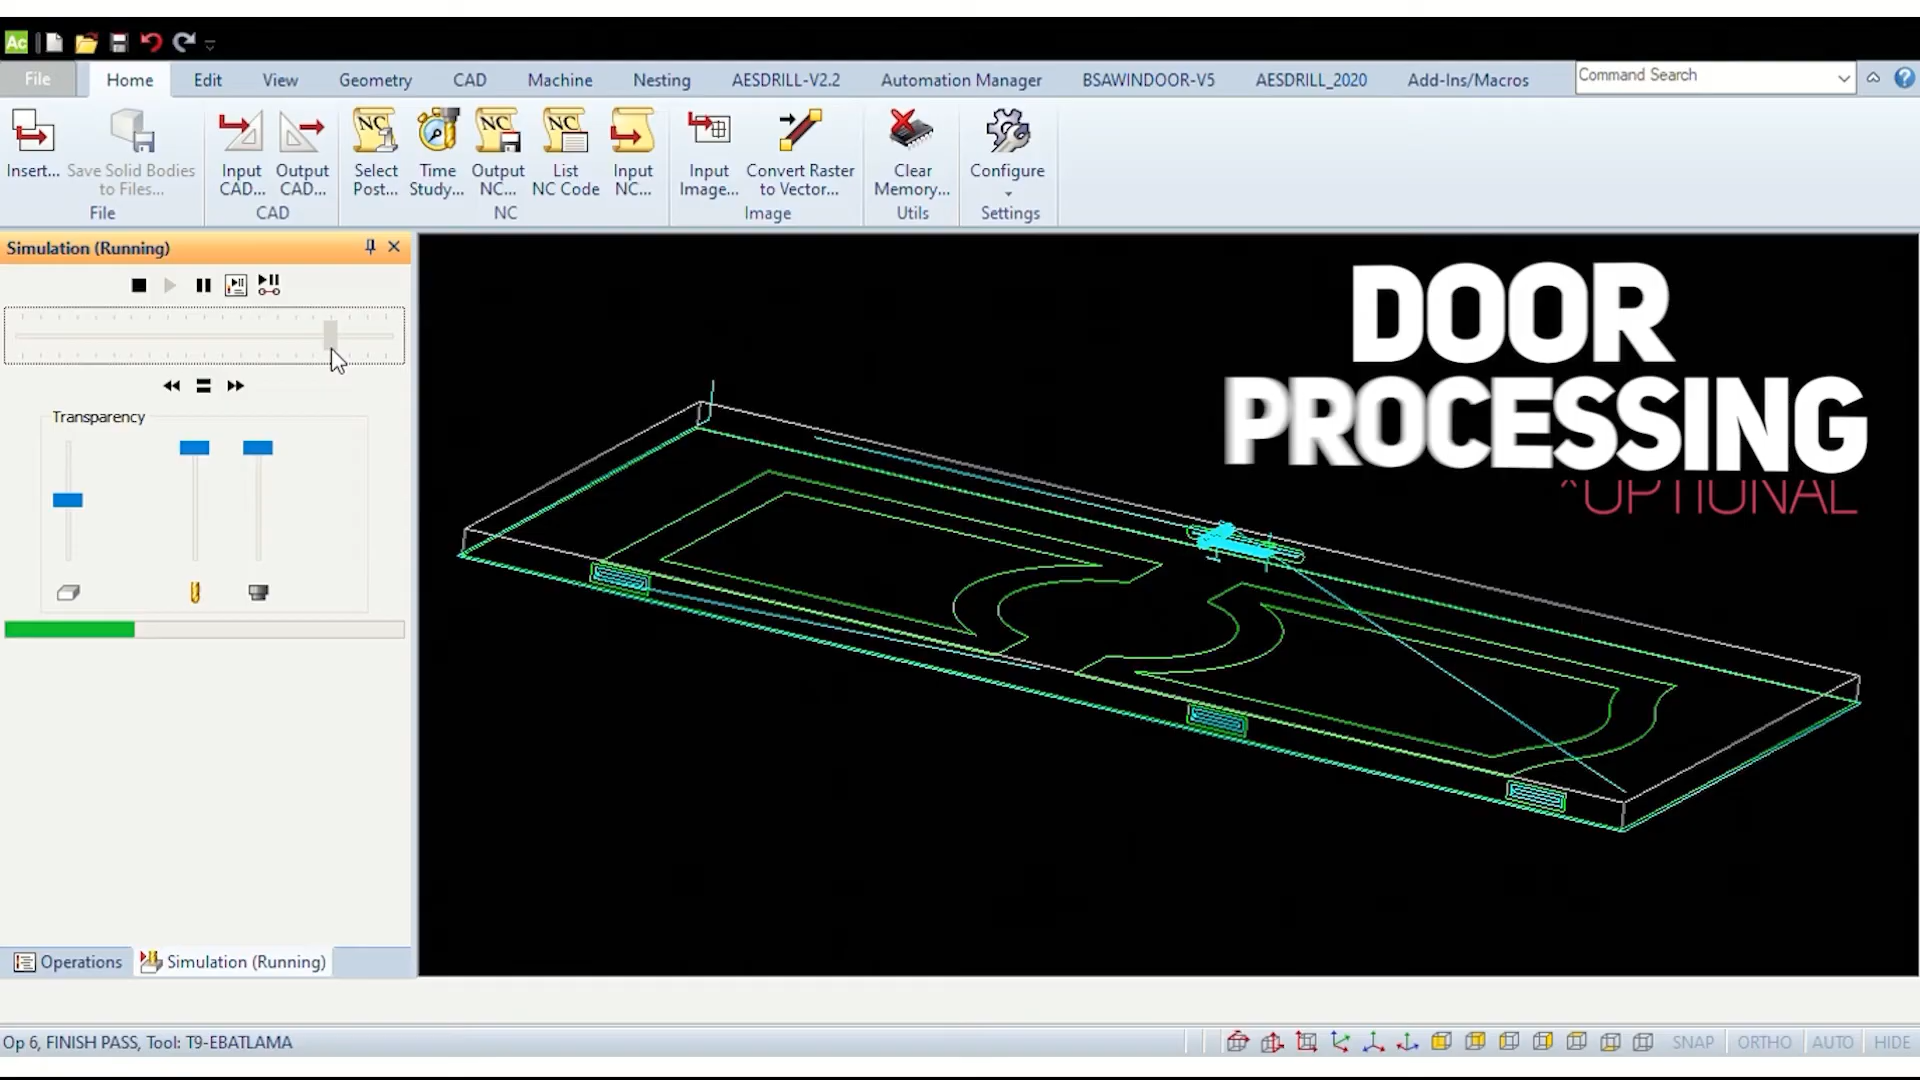 Ac
File Home Edit View Geometry CAD Machine Nesting AESDRILL-V2.2 Automation Manager BSAWINDOOR-V5 AESDRILL_2020 Add-Ins/Macros Command Search
Insert... Save Solid Bodies
to Files...
File
Input
CAD...
Output
CAD...
CAD
NC
Select
Post...
Time
Study...
NC
Output
NC...
NC
List
NC Code
Input
NC...
NC
Input
Image...
Convert Raster
to Vector...
Image
Clear
Memory...
Utils
Configure
Settings
Simulation (Running)
Transparency
DOOR
PROCESSING
*OPTIONAL
Operations Simulation (Running)
Op 6, FINISH PASS, Tool: T9-EBATLAMA
SNAP ORTHO AUTO HIDE